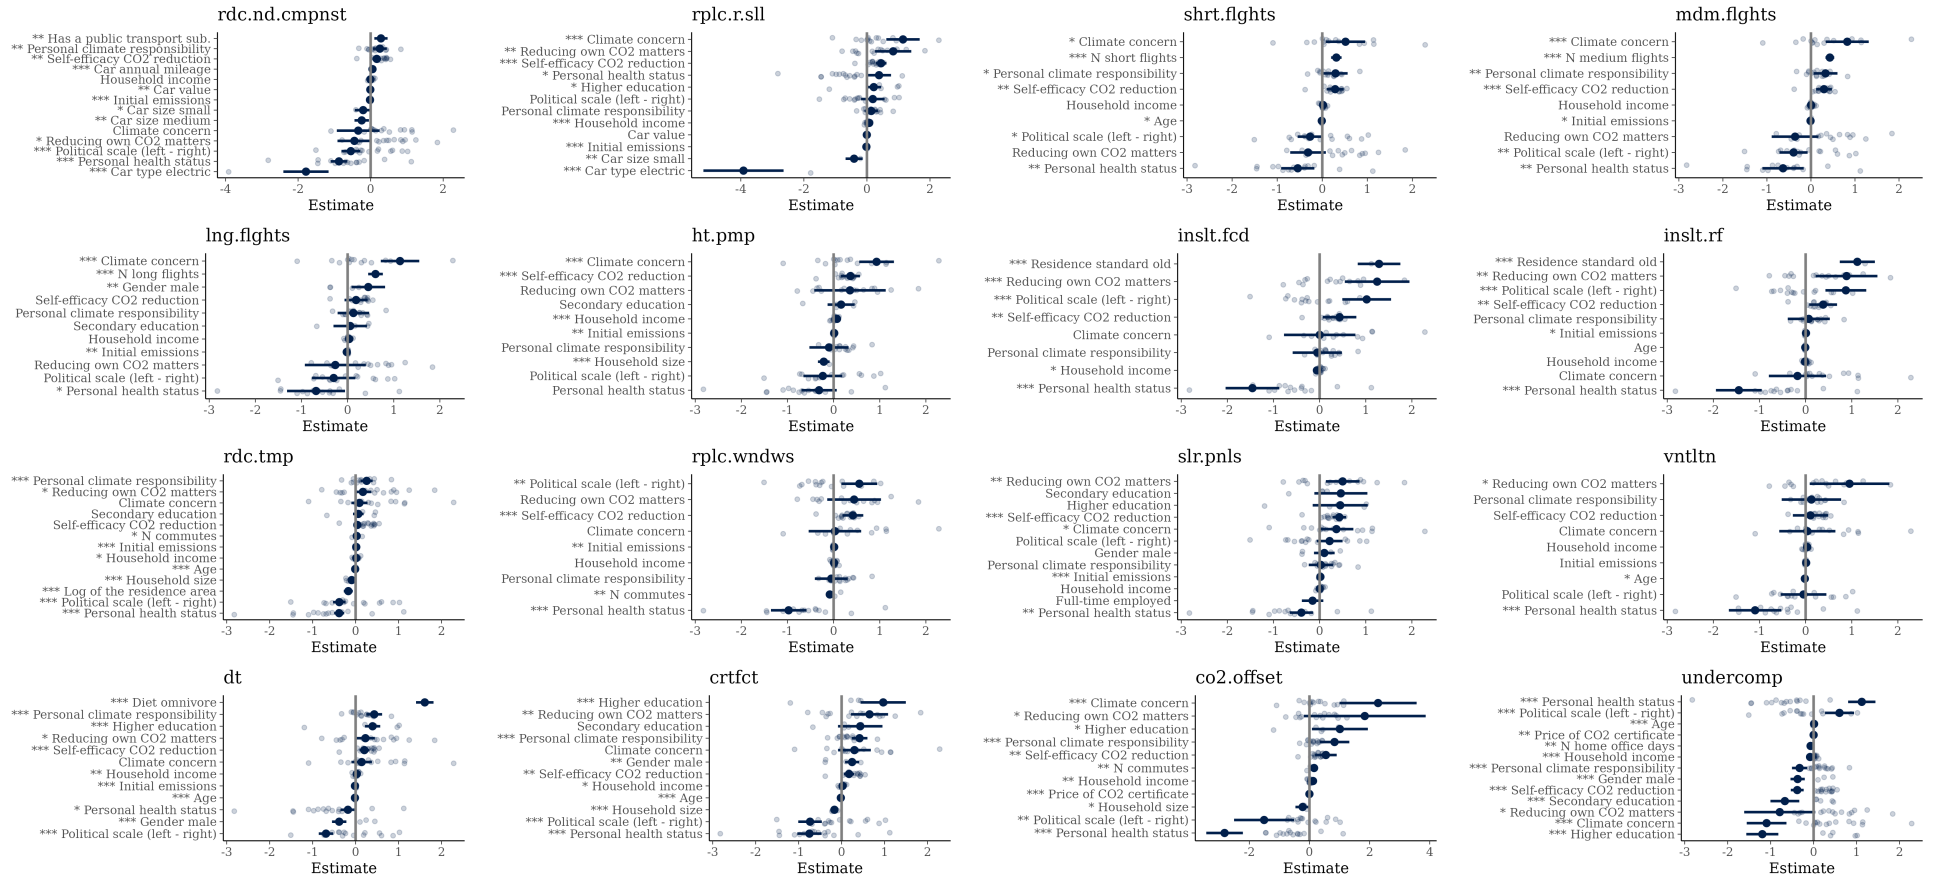 rdc.nd.cmpnst
** Has a public transport sub.
** Personal climate responsibility
** Self-efficacy CO2 reduction
*** Car annual mileage
Household income
** Car value
*** Initial emissions
* Car size small
** Car size medium
Climate concern
* Reducing own CO2 matters
*** Political scale (left - right)
*** Personal health status
*** Car type electric
-4 -2 0 2
Estimate
rplc.r.sll
*** Climate concern
** Reducing own CO2 matters
*** Self-efficacy CO2 reduction
* Personal health status
* Higher education
Political scale (left - right)
Personal climate responsibility
*** Household income
Car value
*** Initial emissions
** Car size small
*** Car type electric
-4 -2 0 2
Estimate
shrt.flghts
* Climate concern
*** N short flights
* Personal climate responsibility
** Self-efficacy CO2 reduction
Household income
* Age
* Political scale (left - right)
Reducing own CO2 matters
** Personal health status
-3 -2 -1 0 1 2
Estimate
mdm.flghts
*** Climate concern
*** N medium flights
** Personal climate responsibility
*** Self-efficacy CO2 reduction
Household income
* Initial emissions
Reducing own CO2 matters
** Political scale (left - right)
** Personal health status
-3 -2 -1 0 1 2
Estimate
lng.flghts
*** Climate concern
*** N long flights
** Gender male
Self-efficacy CO2 reduction
Personal climate responsibility
Secondary education
Household income
** Initial emissions
Reducing own CO2 matters
Political scale (left - right)
* Personal health status
-3 -2 -1 0 1 2
Estimate
ht.pmp
*** Climate concern
*** Self-efficacy CO2 reduction
Reducing own CO2 matters
Secondary education
*** Household income
** Initial emissions
Personal climate responsibility
*** Household size
Political scale (left - right)
Personal health status
-3 -2 -1 0 1 2
Estimate
inslt.fcd
*** Residence standard old
*** Reducing own CO2 matters
*** Political scale (left - right)
** Self-efficacy CO2 reduction
Climate concern
Personal climate responsibility
* Household income
*** Personal health status
-3 -2 -1 0 1 2
Estimate
inslt.rf
*** Residence standard old
** Reducing own CO2 matters
*** Political scale (left - right)
** Self-efficacy CO2 reduction
Personal climate responsibility
* Initial emissions
Age
Household income
Climate concern
*** Personal health status
-3 -2 -1 0 1 2
Estimate
rdc.tmp
*** Personal climate responsibility
* Reducing own CO2 matters
Climate concern
Secondary education
Self-efficacy CO2 reduction
* N commutes
*** Initial emissions
* Household income
*** Age
*** Household size
*** Log of the residence area
*** Political scale (left - right)
*** Personal health status
-3 -2 -1 0 1 2
Estimate
rplc.wndws
** Political scale (left - right)
Reducing own CO2 matters
*** Self-efficacy CO2 reduction
Climate concern
** Initial emissions
Household income
Personal climate responsibility
** N commutes
*** Personal health status
-3 -2 -1 0 1 2
Estimate
slr.pnls
** Reducing own CO2 matters
Secondary education
Higher education
*** Self-efficacy CO2 reduction
* Climate concern
Political scale (left - right)
Gender male
Personal climate responsibility
*** Initial emissions
Household income
Full-time employed
** Personal health status
-3 -2 -1 0 1 2
Estimate
vntltn
* Reducing own CO2 matters
Personal climate responsibility
Self-efficacy CO2 reduction
Climate concern
Household income
Initial emissions
* Age
Political scale (left - right)
*** Personal health status
-3 -2 -1 0 1 2
Estimate
dt
*** Diet omnivore
*** Personal climate responsibility
*** Higher education
* Reducing own CO2 matters
*** Self-efficacy CO2 reduction
Climate concern
** Household income
*** Initial emissions
*** Age
* Personal health status
*** Gender male
*** Political scale (left - right)
-3 -2 -1 0 1 2
Estimate
crtfct
*** Higher education
** Reducing own CO2 matters
Secondary education
*** Personal climate responsibility
Climate concern
** Gender male
** Self-efficacy CO2 reduction
* Household income
*** Age
*** Household size
*** Political scale (left - right)
*** Personal health status
-3 -2 -1 0 1 2
Estimate
co2.offset
*** Climate concern
* Reducing own CO2 matters
* Higher education
*** Personal climate responsibility
** Self-efficacy CO2 reduction
** N commutes
** Household income
*** Price of CO2 certificate
* Household size
** Political scale (left - right)
*** Personal health status
-2 0 2 4
Estimate
undercomp
*** Personal health status
*** Political scale (left - right)
*** Age
** Price of CO2 certificate
** N home office days
*** Household income
*** Personal climate responsibility
*** Gender male
*** Self-efficacy CO2 reduction
*** Secondary education
* Reducing own CO2 matters
*** Climate concern
*** Higher education
-3 -2 -1 0 1 2
Estimate